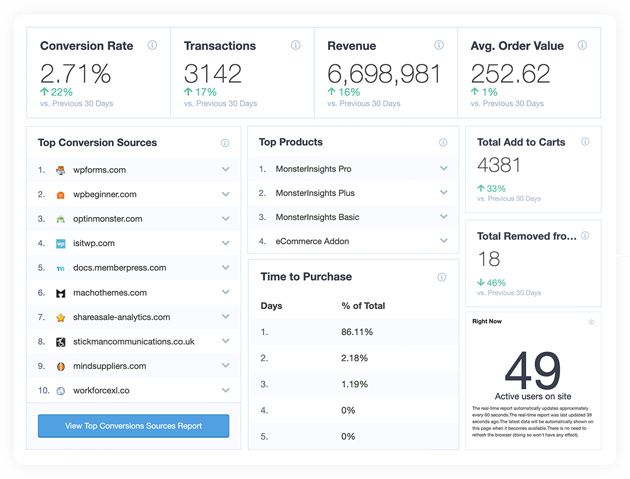 Conversion Rate
2.71%
22%
vs. Previous 30 Days
Transactions
3142
17%
vs. Previous 30 Days
Revenue
6,698,981
16%
vs. Previous 30 Days
Avg. Order Value
252.62
1%
vs. Previous 30 Days
Top Conversion Sources
1. wpforms.com
2. wpbeginner.com
3. optinmonster.com
4. isitwp.com
5. docs.memberpress.com
6. machothemes.com
7. shareasale-analytics.com
8. stickmancommunications.co.uk
9. mindsuppliers.com
10. workforcexl.co
View Top Conversions Sources Report
Top Products
1. MonsterInsights Pro
2. MonsterInsights Plus
3. MonsterInsights Basic
4. eCommerce Addon
Time to Purchase
Days % of Total
1. 86.11%
2. 2.18%
3. 1.19%
4. 0%
5. 0%
Total Add to Carts
4381
33%
vs. Previous 30 Days
Total Removed fro...
18
46%
vs. Previous 30 Days
Right Now
49
Active users on site
The real-time report automatically updates approximately
every 60 seconds.The real-time report was last updated 39
seconds ago.The latest data will be automatically shown on
this page when it becomes available.There is no need to
refresh the browser (doing so won't have any effect).